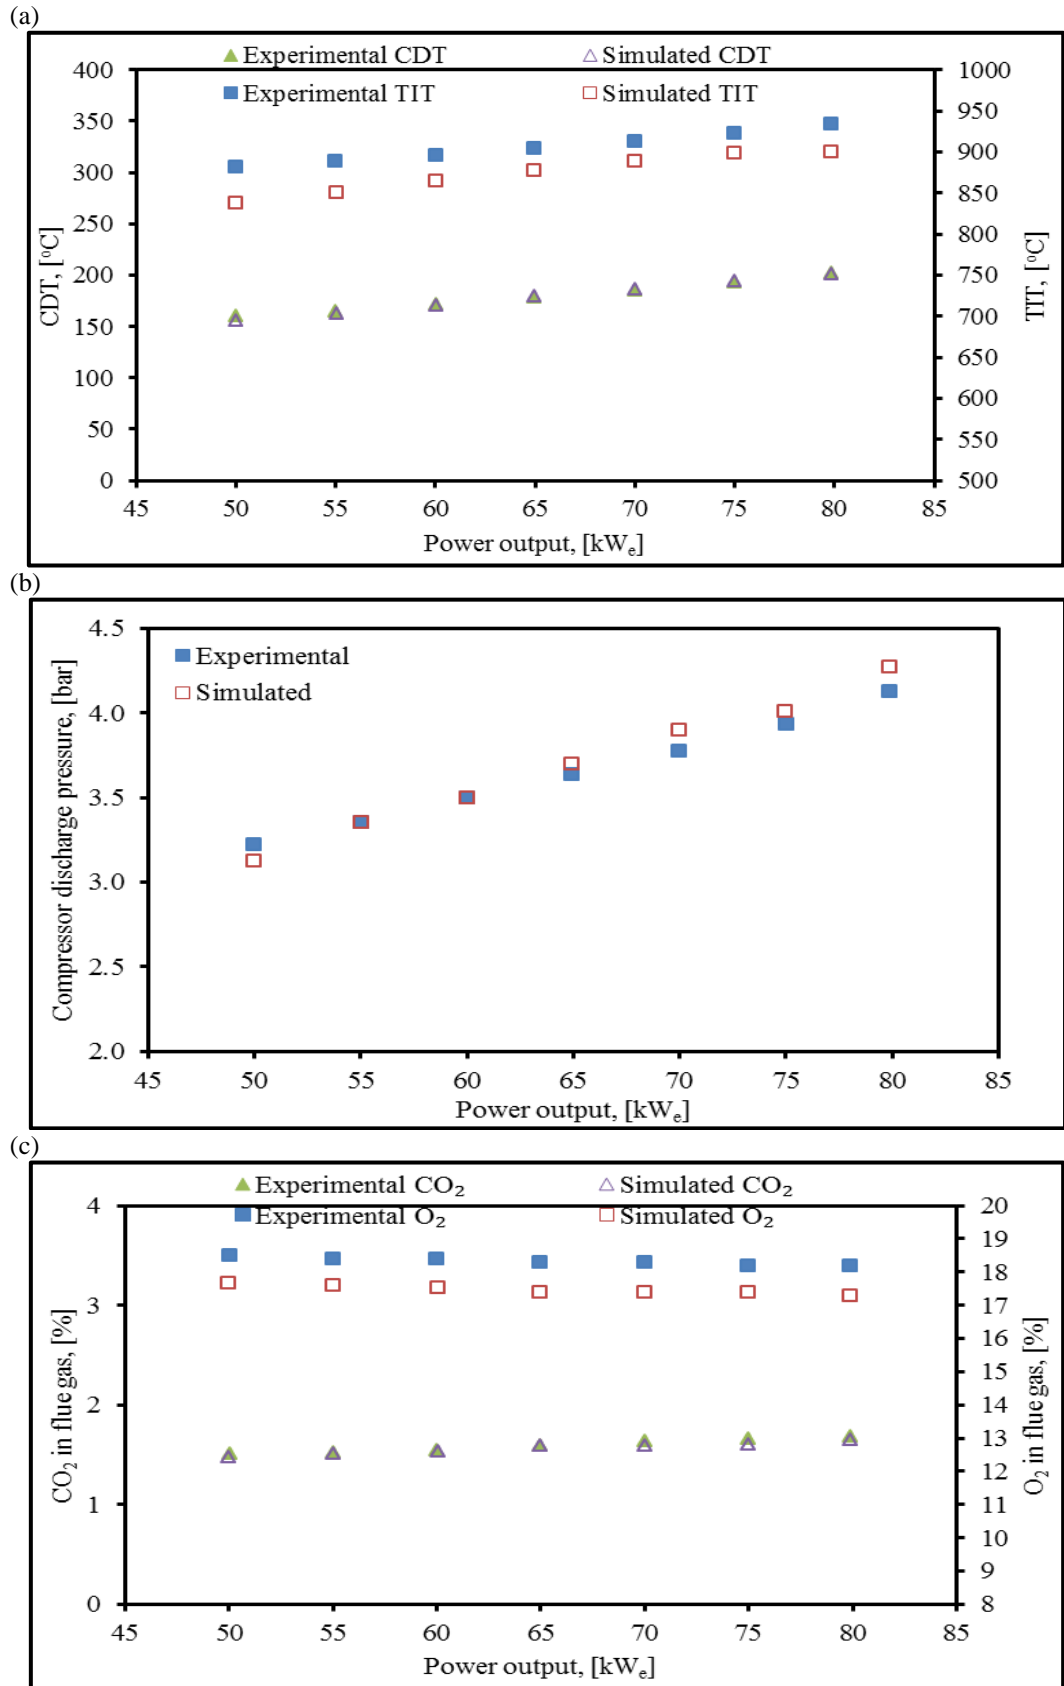 (a)
Experimental CDT Simulated CDT
Experimental TIT Simulated TIT
400 1000
350 950
300 900
250 850
200 800
150 750
100 700
50 650
0 600
550
500
CDT, [⁰C]
TIT, [⁰C]
45 50 55 60 65 70 75 80 85
Power output, [kWₑ]
(b)
Experimental
Simulated
4.5
4.0
3.5
3.0
2.5
2.0
Compressor discharge pressure, [bar]
45 50 55 60 65 70 75 80 85
Power output, [kWₑ]
(c)
Experimental CO₂ Simulated CO₂
Experimental O₂ Simulated O₂
4 20
3 19
2 18
1 17
0 16
15
14
13
12
11
10
9
8
CO₂ in flue gas, [%]
O₂ in flue gas, [%]
45 50 55 60 65 70 75 80 85
Power output, [kWₑ]